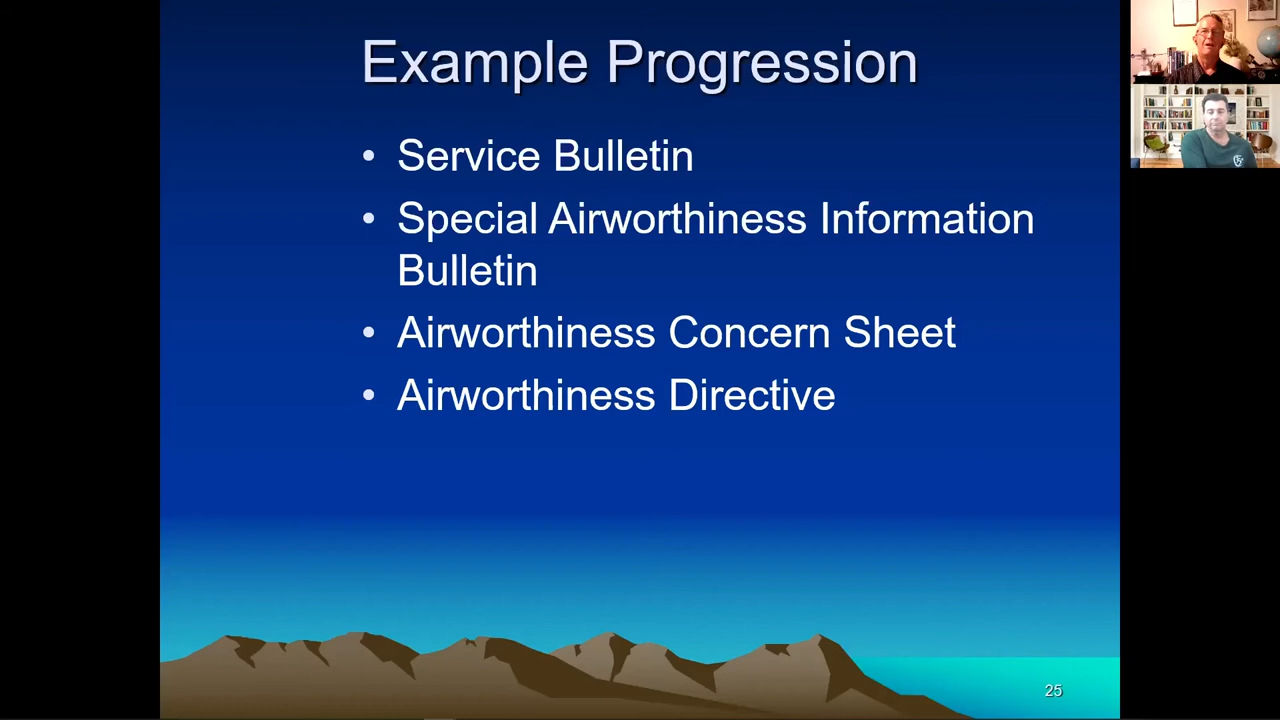 Example Progression
• Service Bulletin
• Special Airworthiness Information
Bulletin
• Airworthiness Concern Sheet
• Airworthiness Directive
25